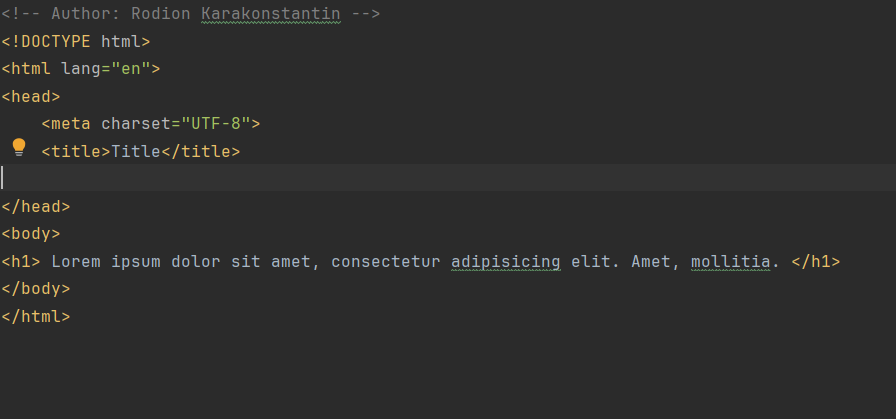 <!-- Author: Rodion Karakonstantin -->
<!DOCTYPE html>
<html lang="en">
<head>
    <meta charset="UTF-8">
    <title>Title</title>
</head>
<body>
<h1> Lorem ipsum dolor sit amet, consectetur adipisicing elit. Amet, mollitia. </h1>
</body>
</html>